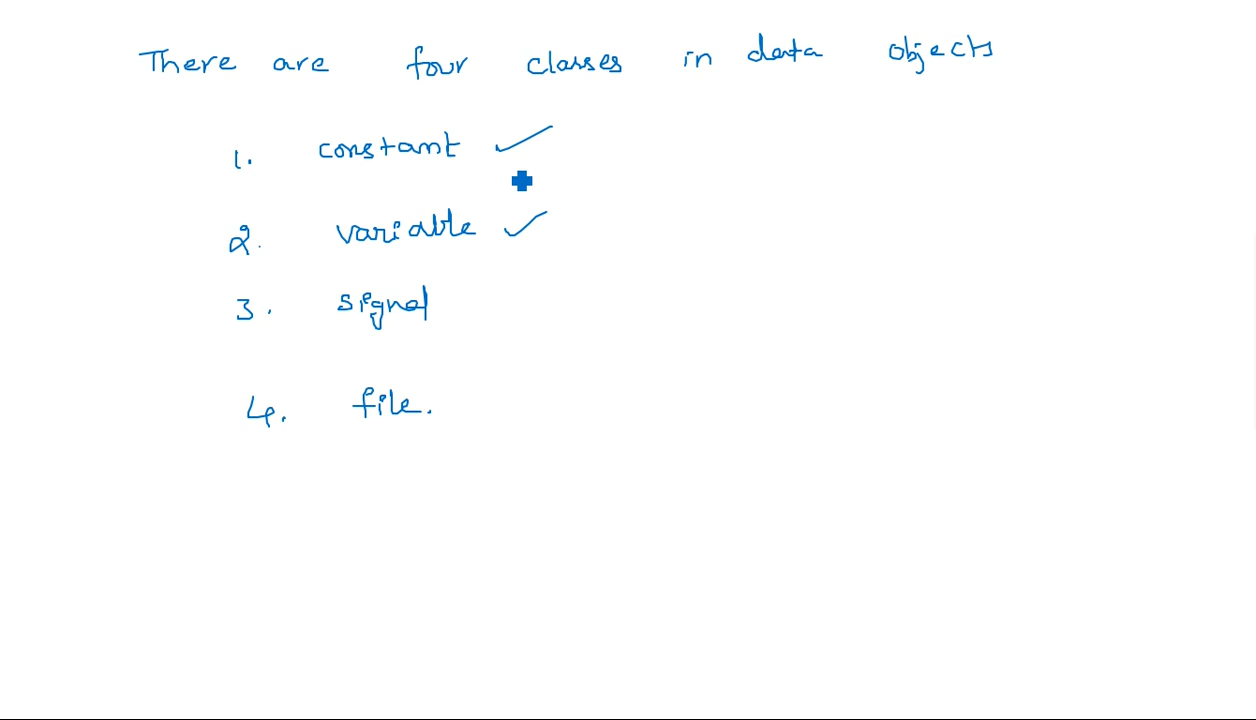 There are four classes in data objects
1. constant ✓
2. variable ✓
3. signal
4. file.